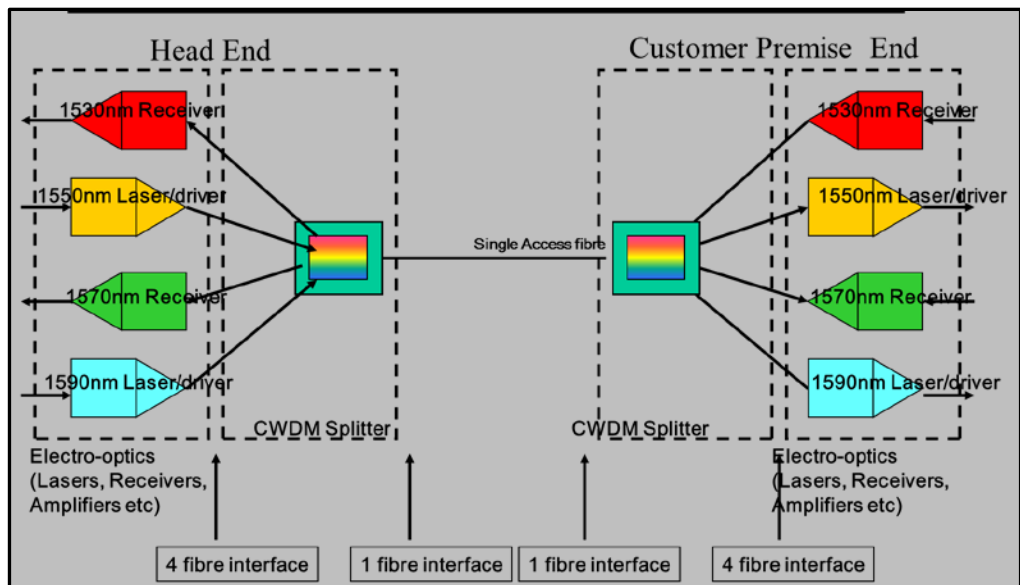 Head End
Customer Premise End
1530nm Receiver
1530nm Receiver
1550nm Laser/driver
1550nm Laser/driver
Single Access fibre
1570nm Receiver
1570nm Receiver
1590nm Laser/driver
1590nm Laser/driver
CWDM Splitter
CWDM Splitter
Electro-optics
(Lasers, Receivers,
Amplifiers etc)
Electro-optics
(Lasers, Receivers,
Amplifiers etc)
4 fibre interface
1 fibre interface
1 fibre interface
4 fibre interface